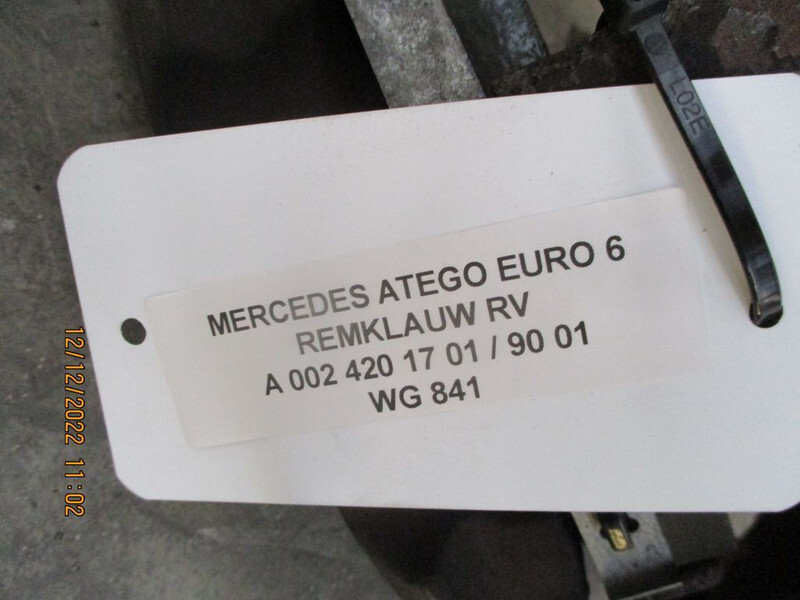 L02E
MERCEDES ATEGO EURO 6
REMKLAUW RV
A 002 420 17 01 / 90 01
WG 841
12/12/2022 11:02